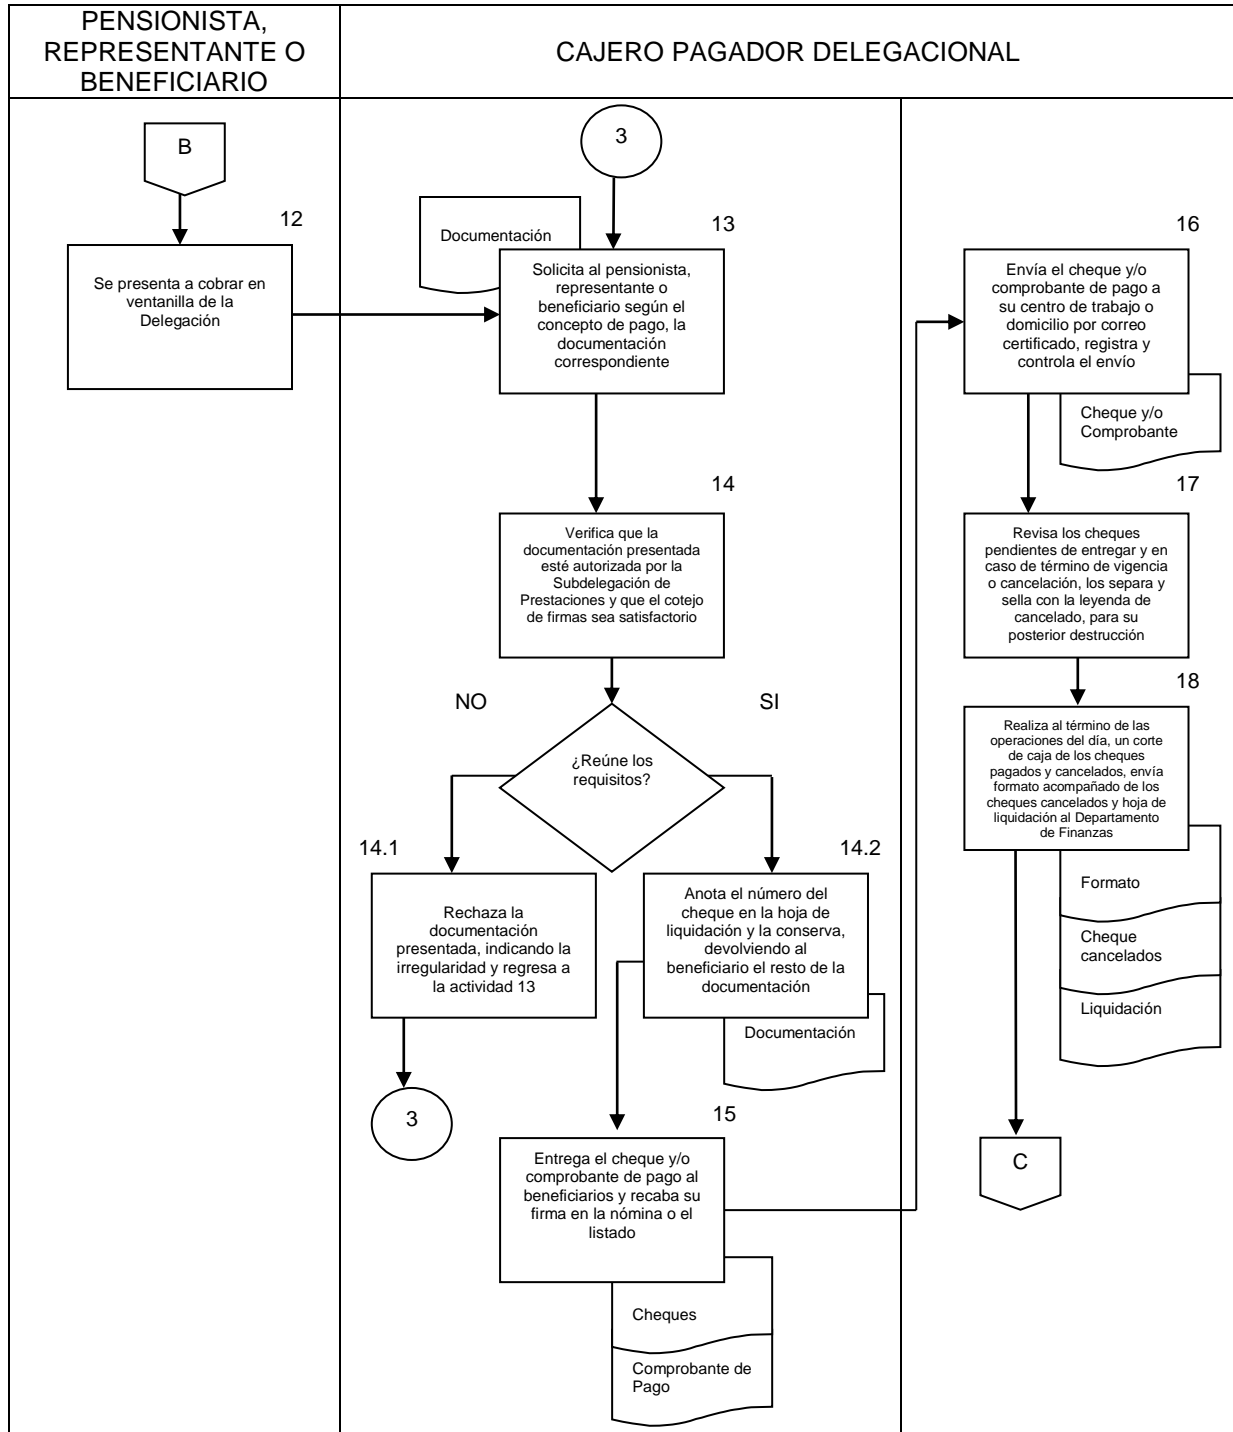 PENSIONISTA,
REPRESENTANTE O
BENEFICIARIO
CAJERO PAGADOR DELEGACIONAL
B
12
Se presenta a cobrar en
ventanilla de la
Delegación
3
Documentación
13
Solicita al pensionista,
representante o
beneficiario según el
concepto de pago, la
documentación
correspondiente
14
Verifica que la
documentación presentada
esté autorizada por la
Subdelegación de
Prestaciones y que el cotejo
de firmas sea satisfactorio
NO
SI
¿Reúne los
requisitos?
14.1
Rechaza la
documentación
presentada, indicando la
irregularidad y regresa a
la actividad 13
3
14.2
Anota el número del
cheque en la hoja de
liquidación y la conserva,
devolviendo al
beneficiario el resto de la
documentación
Documentación
15
Entrega el cheque y/o
comprobante de pago al
beneficiarios y recaba su
firma en la nómina o el
listado
Cheques
Comprobante de
Pago
16
Envía el cheque y/o
comprobante de pago a
su centro de trabajo o
domicilio por correo
certificado, registra y
controla el envío
Cheque y/o
Comprobante
17
Revisa los cheques
pendientes de entregar y en
caso de término de vigencia
o cancelación, los separa y
sella con la leyenda de
cancelado, para su
posterior destrucción
18
Realiza al término de las
operaciones del día, un corte
de caja de los cheques
pagados y cancelados, envía
formato acompañado de los
cheques cancelados y hoja de
liquidación al Departamento
de Finanzas
Formato
Cheque
cancelados
Liquidación
C